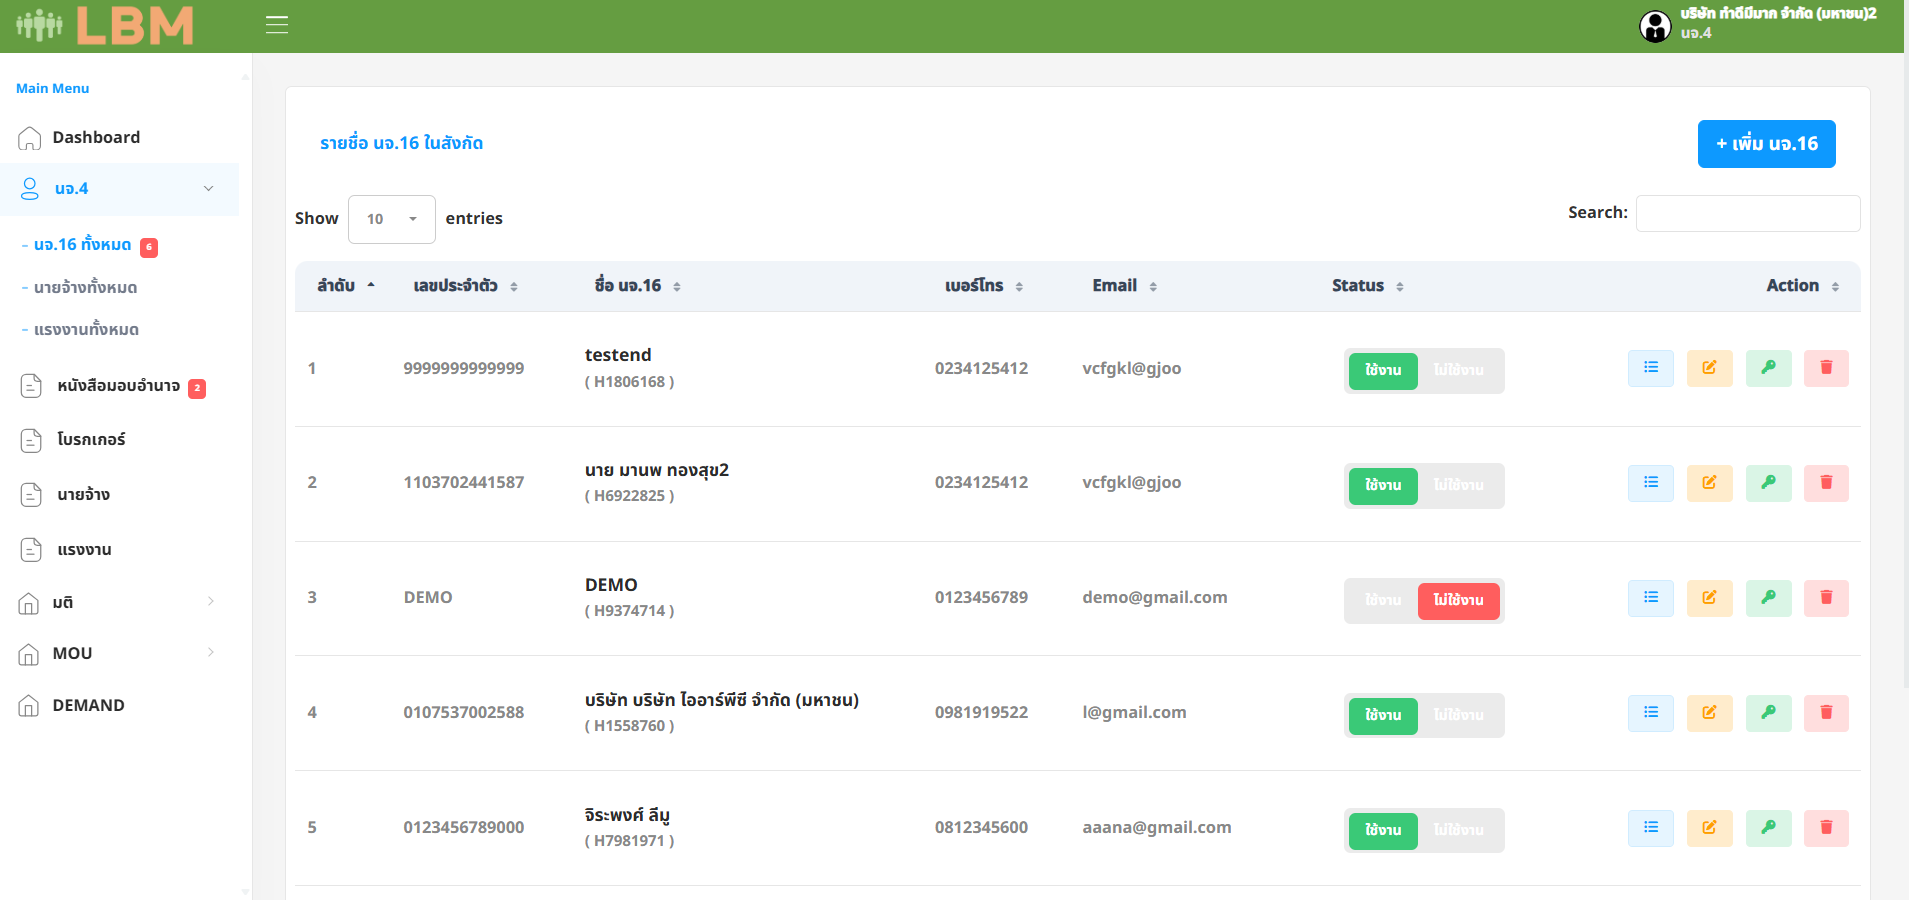 LBM
บริษัท ทำดีมีมาก จำกัด (มหาชน)2
นจ.4
Main Menu
Dashboard
นจ.4
- นจ.16 ทั้งหมด 6
- นายจ้างทั้งหมด
- แรงงานทั้งหมด
หนังสือมอบอำนาจ 2
โบรกเกอร์
นายจ้าง
แรงงาน
มติ
MOU
DEMAND
รายชื่อ นจ.16 ในสังกัด
+ เพิ่ม นจ.16
Show 10 entries
Search:
ลำดับ เลขประจำตัว ชื่อ นจ.16 เบอร์โทร Email Status Action
1 9999999999999 testend 0234125412 vcfgkl@gjoo ใช้งาน ไม่ใช้งาน
( H1806168 )
2 1103702441587 นาย มานพ ทองสุข2 0234125412 vcfgkl@gjoo ใช้งาน ไม่ใช้งาน
( H6922825 )
3 DEMO DEMO 0123456789 demo@gmail.com ใช้งาน ไม่ใช้งาน
( H9374714 )
4 0107537002588 บริษัท บริษัท ไออาร์พีซี จำกัด (มหาชน) 0981919522 l@gmail.com ใช้งาน ไม่ใช้งาน
( H1558760 )
5 0123456789000 จิระพงศ์ ลีมู 0812345600 aaana@gmail.com ใช้งาน ไม่ใช้งาน
( H7981971 )